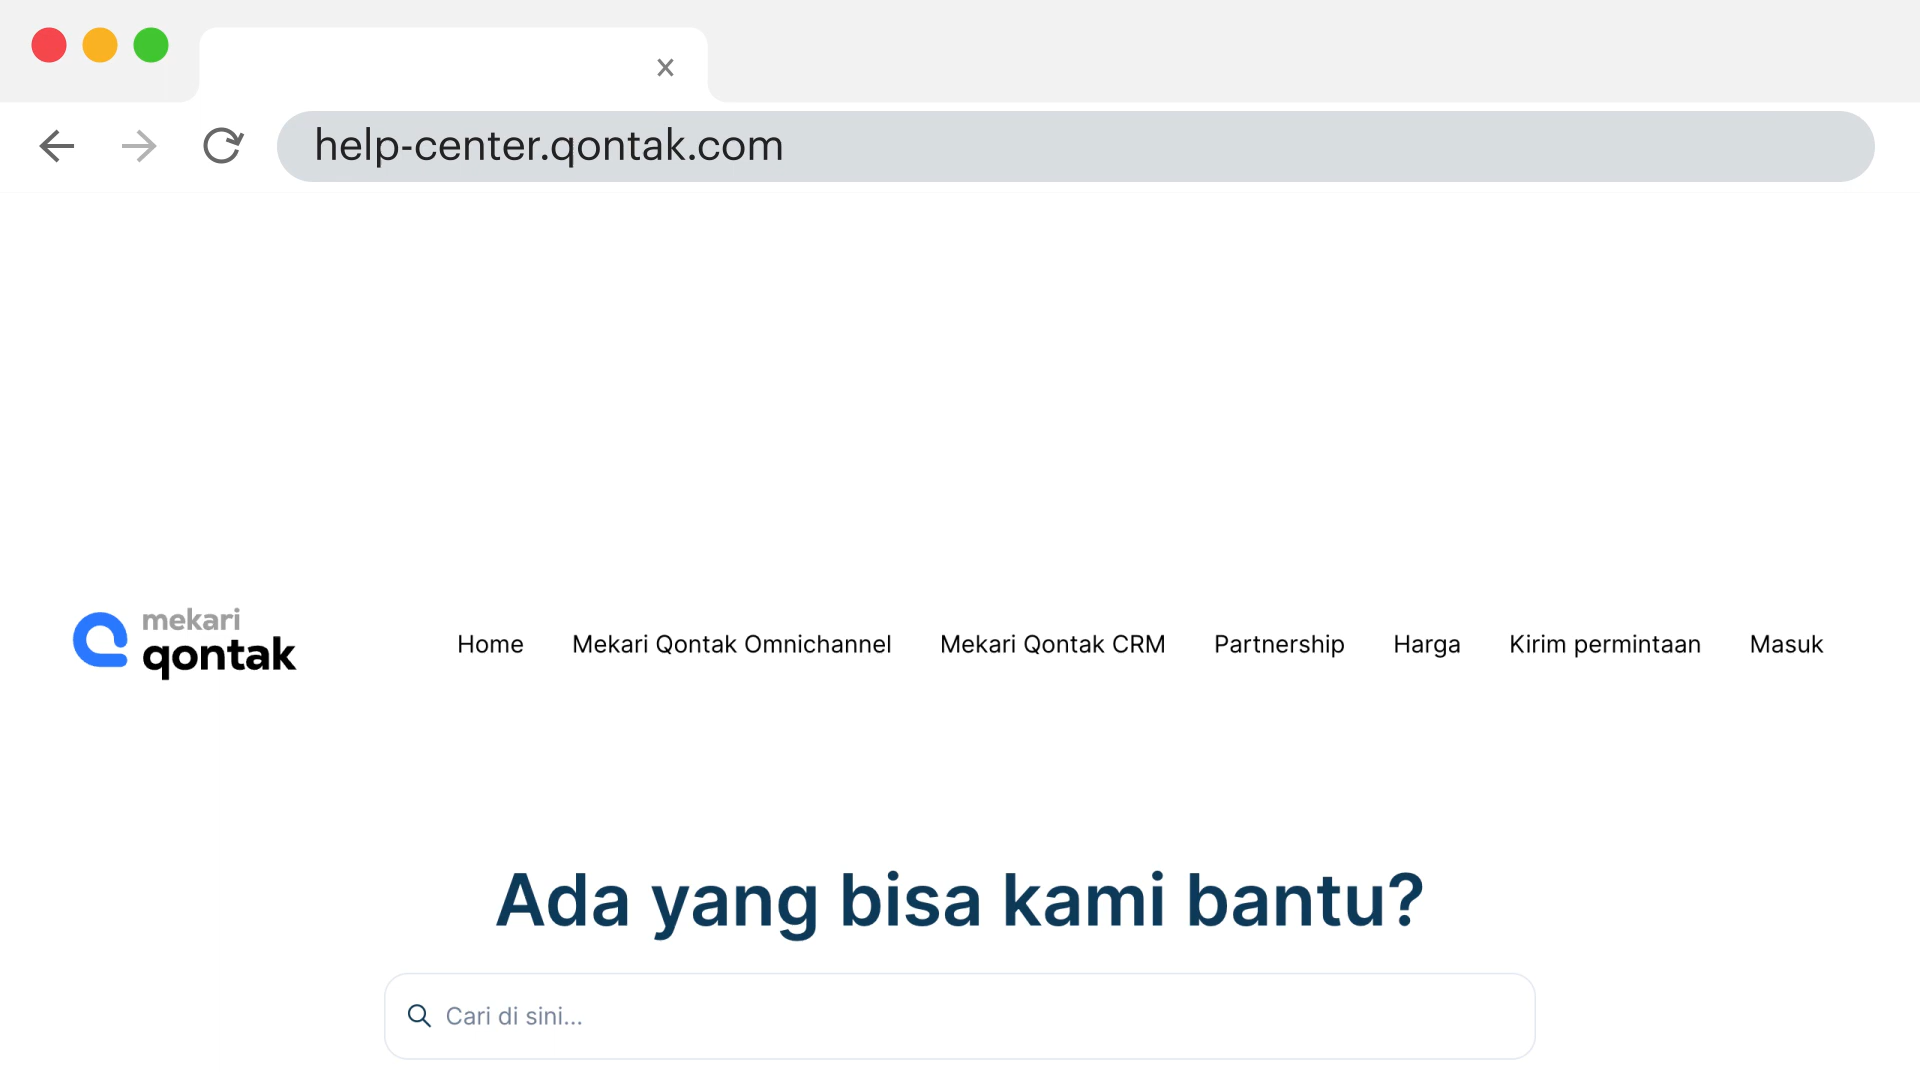 help-center.qontak.com
mekari
qontak
Home Mekari Qontak Omnichannel Mekari Qontak CRM Partnership Harga Kirim permintaan Masuk
Ada yang bisa kami bantu?
Cari di sini...